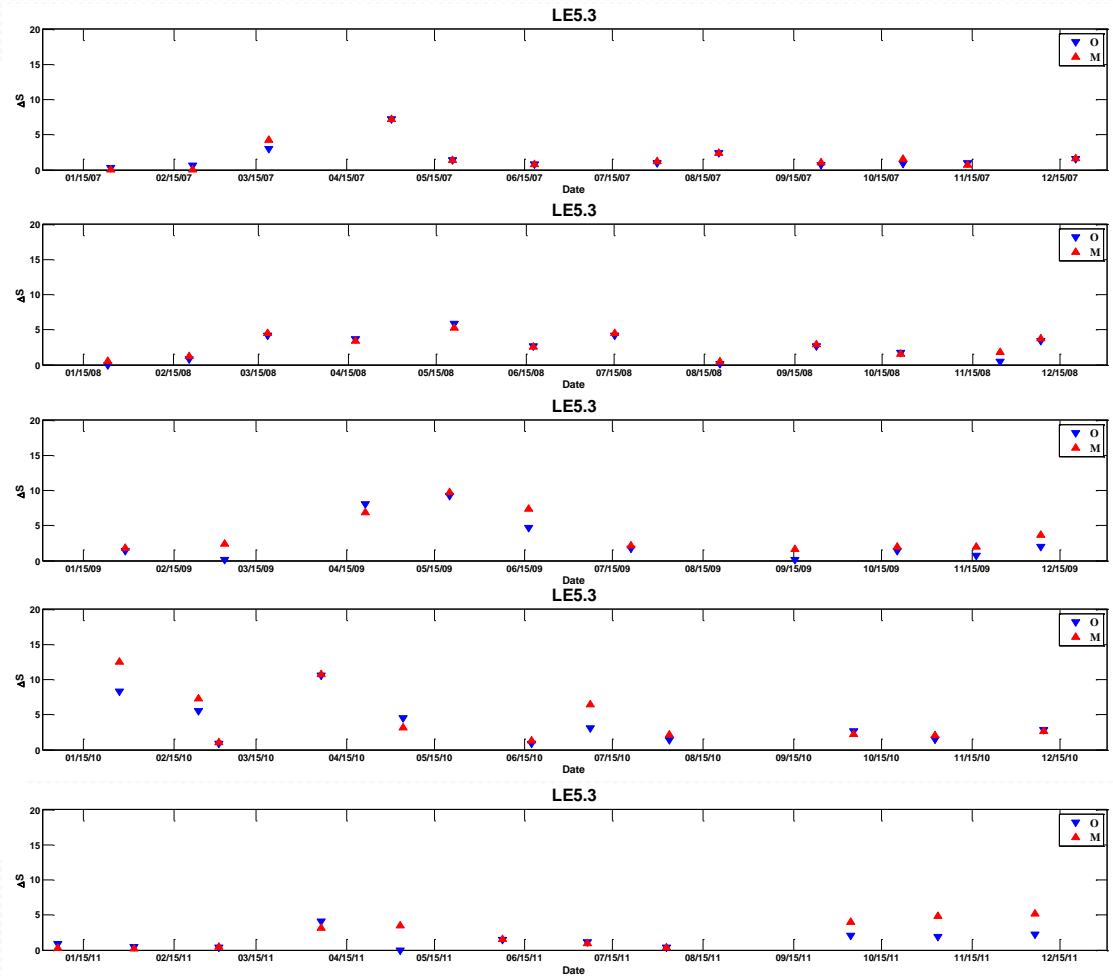 LE5.3
20
15
10
5
0
ΔS
O
M
01/15/07 02/15/07 03/15/07 04/15/07 05/15/07 06/15/07 07/15/07 08/15/07 09/15/07 10/15/07 11/15/07 12/15/07
Date
LE5.3
20
15
10
5
0
ΔS
O
M
01/15/08 02/15/08 03/15/08 04/15/08 05/15/08 06/15/08 07/15/08 08/15/08 09/15/08 10/15/08 11/15/08 12/15/08
Date
LE5.3
20
15
10
5
0
ΔS
O
M
01/15/09 02/15/09 03/15/09 04/15/09 05/15/09 06/15/09 07/15/09 08/15/09 09/15/09 10/15/09 11/15/09 12/15/09
Date
LE5.3
20
15
10
5
0
ΔS
O
M
01/15/10 02/15/10 03/15/10 04/15/10 05/15/10 06/15/10 07/15/10 08/15/10 09/15/10 10/15/10 11/15/10 12/15/10
Date
LE5.3
20
15
10
5
0
ΔS
O
M
01/15/11 02/15/11 03/15/11 04/15/11 05/15/11 06/15/11 07/15/11 08/15/11 09/15/11 10/15/11 11/15/11 12/15/11
Date